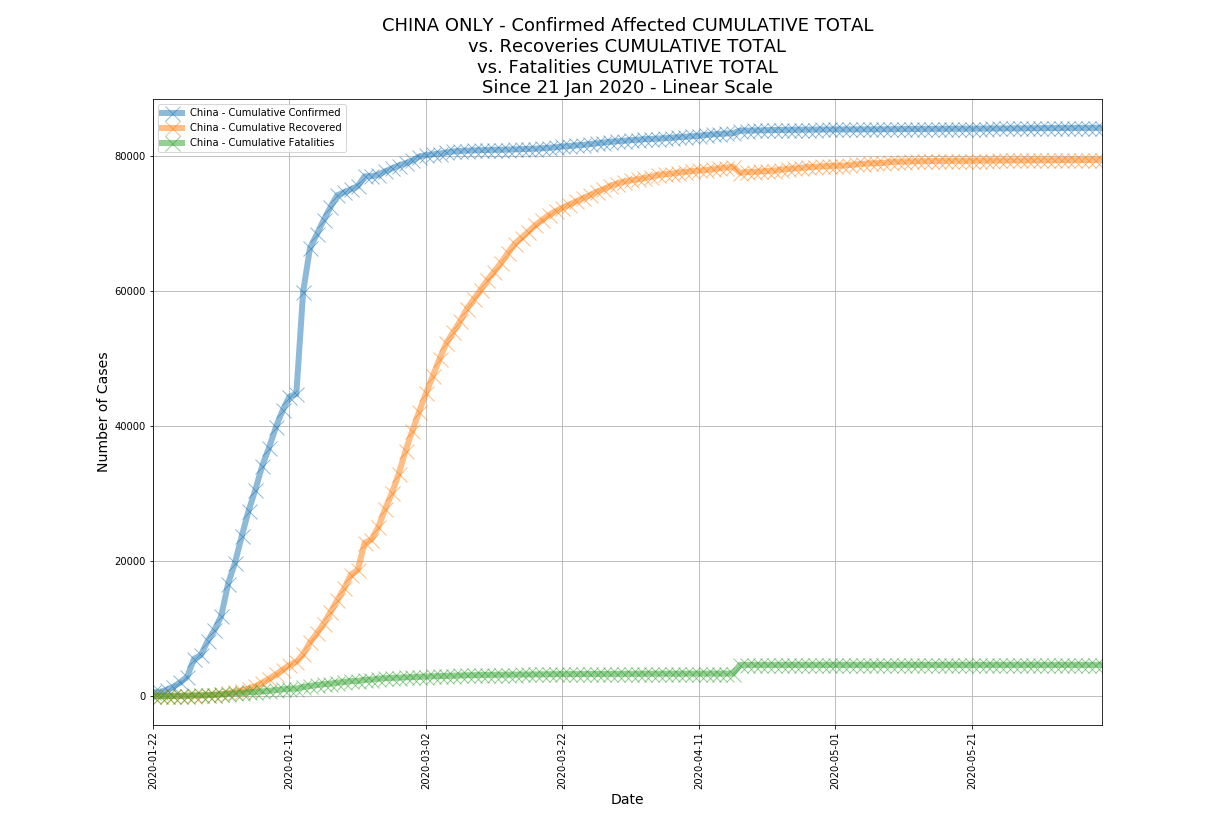 CHINA ONLY - Confirmed Affected CUMULATIVE TOTAL
vs. Recoveries CUMULATIVE TOTAL
vs. Fatalities CUMULATIVE TOTAL
Since 21 Jan 2020 - Linear Scale
China - Cumulative Confirmed
China - Cumulative Recovered
China - Cumulative Fatalities
Number of Cases
80000
60000
40000
20000
0
2020-01-22
2020-02-11
2020-03-02
2020-03-22
2020-04-11
2020-05-01
2020-05-21
Date